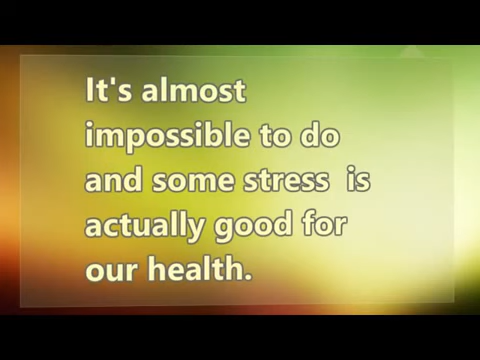 It's almost
impossible to do
and some stress  is
actually good for
our health.